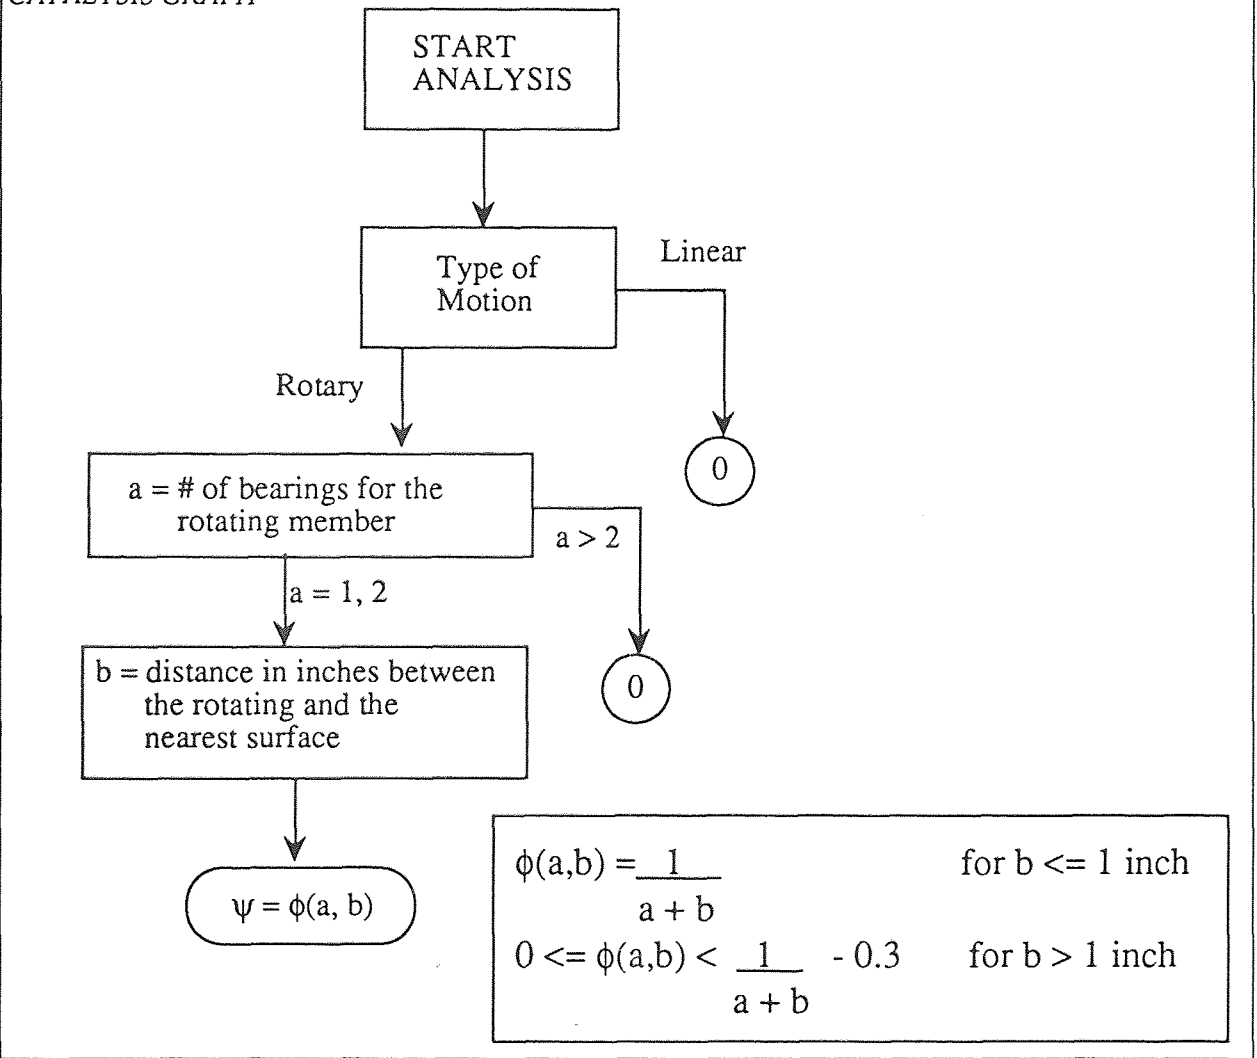 CATALYSIS GRAPH
START
ANALYSIS
Type of
Motion
Linear
Rotary
0
a = # of bearings for the
rotating member
a > 2
a = 1, 2
b = distance in inches between
the rotating and the
nearest surface
0
ψ = ϕ(a, b)
ϕ(a,b) = 1 for b <= 1 inch
a + b
0 <= ϕ(a,b) < 1 - 0.3 for b > 1 inch
a + b